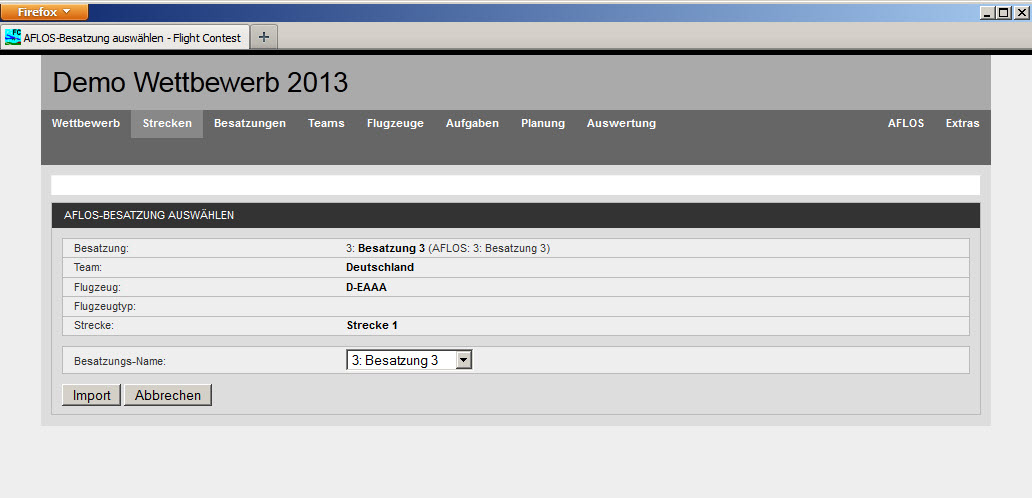 Firefox
AFLOS-Besatzung auswählen - Flight Contest
Demo Wettbewerb 2013
Wettbewerb Strecken Besatzungen Teams Flugzeuge Aufgaben Planung Auswertung AFLOS Extras
AFLOS-BESATZUNG AUSWÄHLEN
Besatzung: 3: Besatzung 3 (AFLOS: 3: Besatzung 3)
Team: Deutschland
Flugzeug: D-EAAA
Flugzeugtyp:
Strecke: Strecke 1
Besatzungs-Name: 3: Besatzung 3
Import Abbrechen